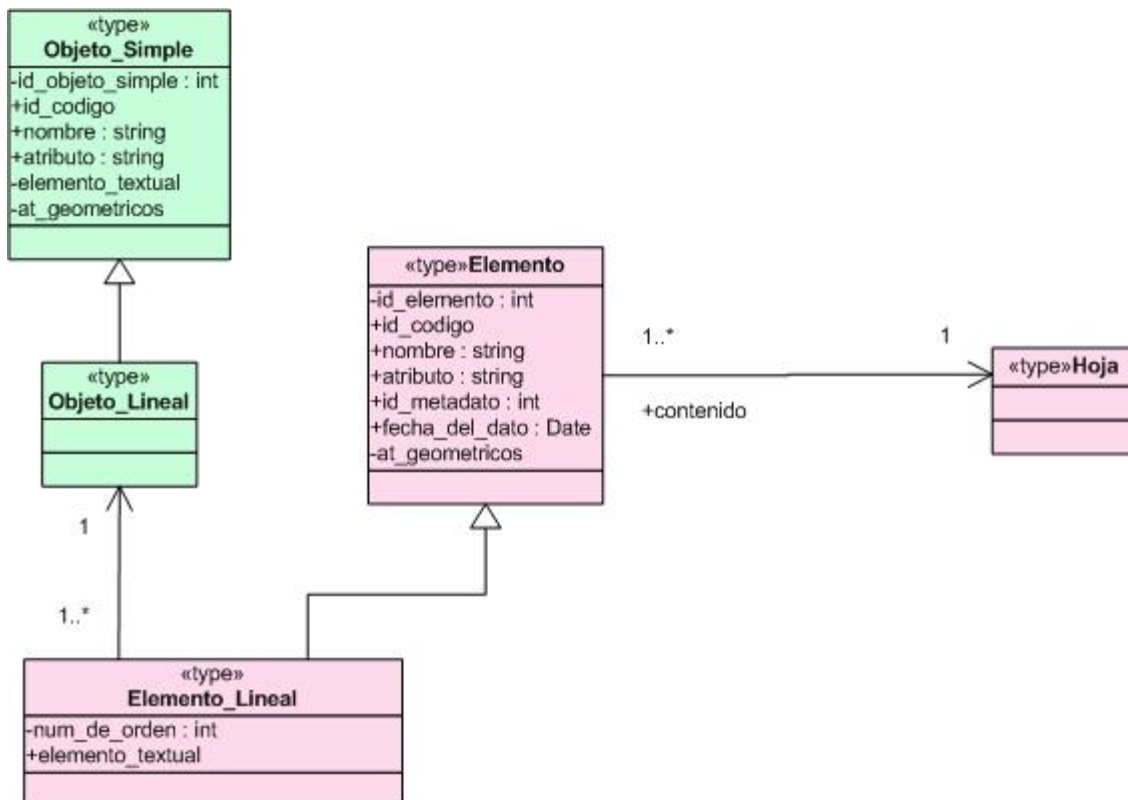 «type»
Objeto_Simple
-id_objeto_simple : int
+id_codigo
+nombre : string
+atributo : string
-elemento_textual
-at_geometricos
«type»Elemento
-id_elemento : int
+id_codigo
+nombre : string
+atributo : string
+id_metadato : int
+fecha_del_dato : Date
-at_geometricos
1..*
1
+contenido
«type»Hoja
«type»
Objeto_Lineal
1
1..*
«type»
Elemento_Lineal
-num_de_orden : int
+elemento_textual